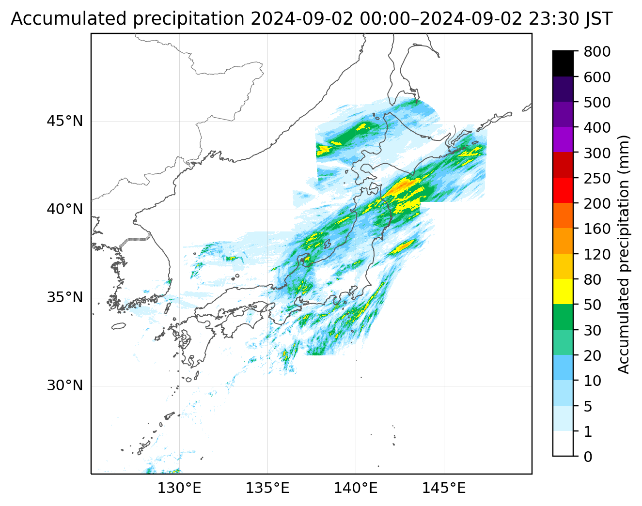 Accumulated precipitation 2024-09-02 00:00–2024-09-02 23:30 JST
45°N
40°N
35°N
30°N
130°E
135°E
140°E
145°E
800
600
500
400
300
250
200
160
120
80
50
30
20
10
5
1
0
Accumulated precipitation (mm)